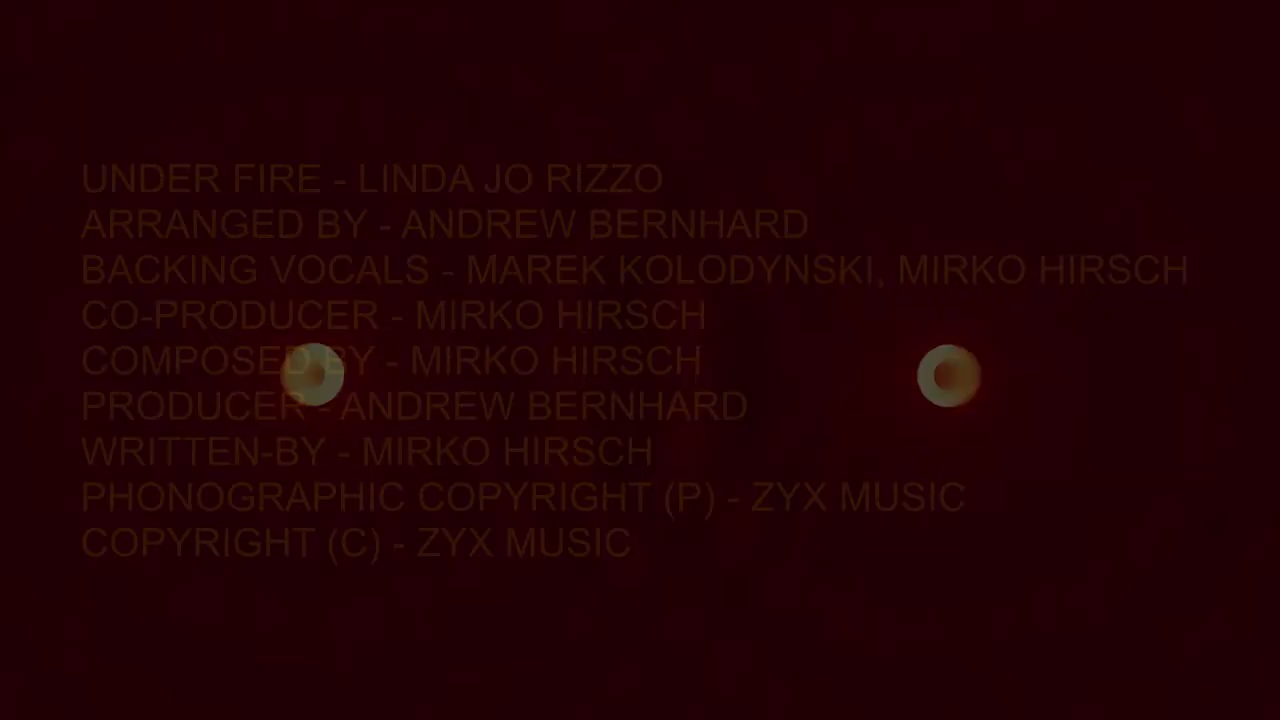 UNDER FIRE - LINDA JO RIZZO
ARRANGED BY - ANDREW BERNHARD
BACKING VOCALS - MAREK KOLODYNSKI, MIRKO HIRSCH
CO-PRODUCER - MIRKO HIRSCH
COMPOSED BY - MIRKO HIRSCH
PRODUCER - ANDREW BERNHARD
WRITTEN-BY - MIRKO HIRSCH
PHONOGRAPHIC COPYRIGHT (P) - ZYX MUSIC
COPYRIGHT (C) - ZYX MUSIC